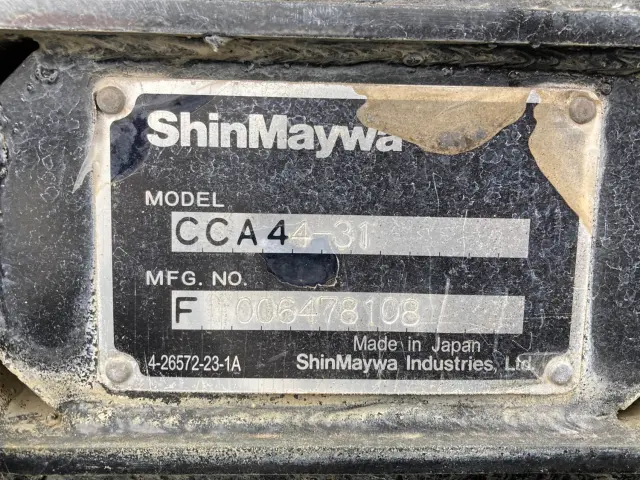 ShinMaywa
MODEL
CCA44-31
MFG. NO.
F 006478108
Made in Japan
4-26572-23-1A
ShinMaywa Industries, Ltd.